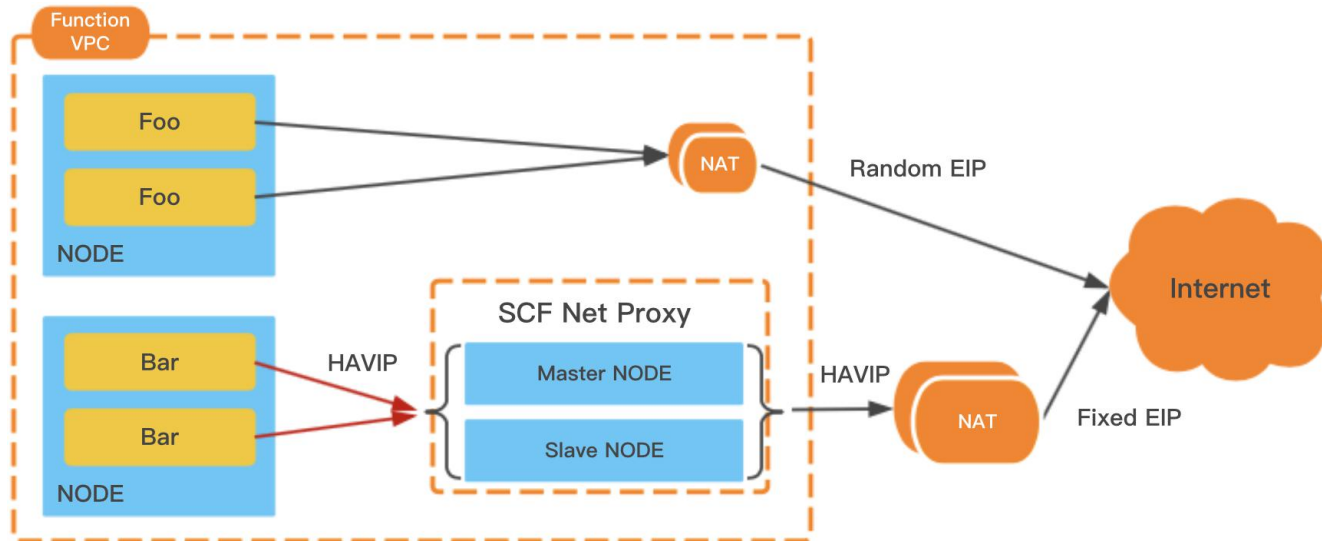 Function
VPC
Foo
Foo
NODE
NAT
Random EIP
Internet
SCF Net Proxy
Bar
Bar
NODE
HAVIP
Master NODE
Slave NODE
HAVIP
NAT
Fixed EIP